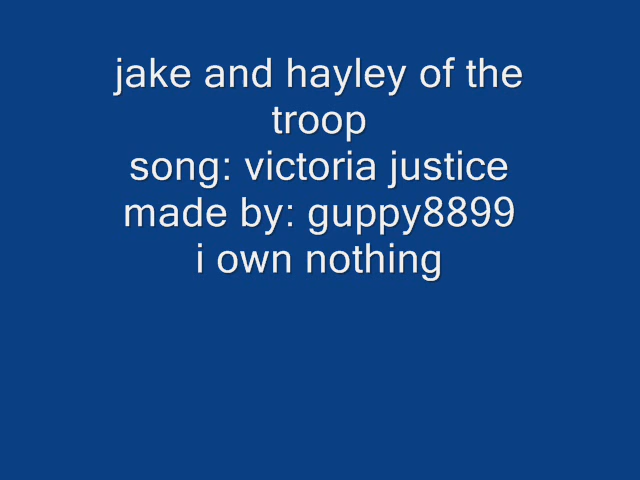 jake and hayley of the
troop
song: victoria justice
made by: guppy8899
i own nothing